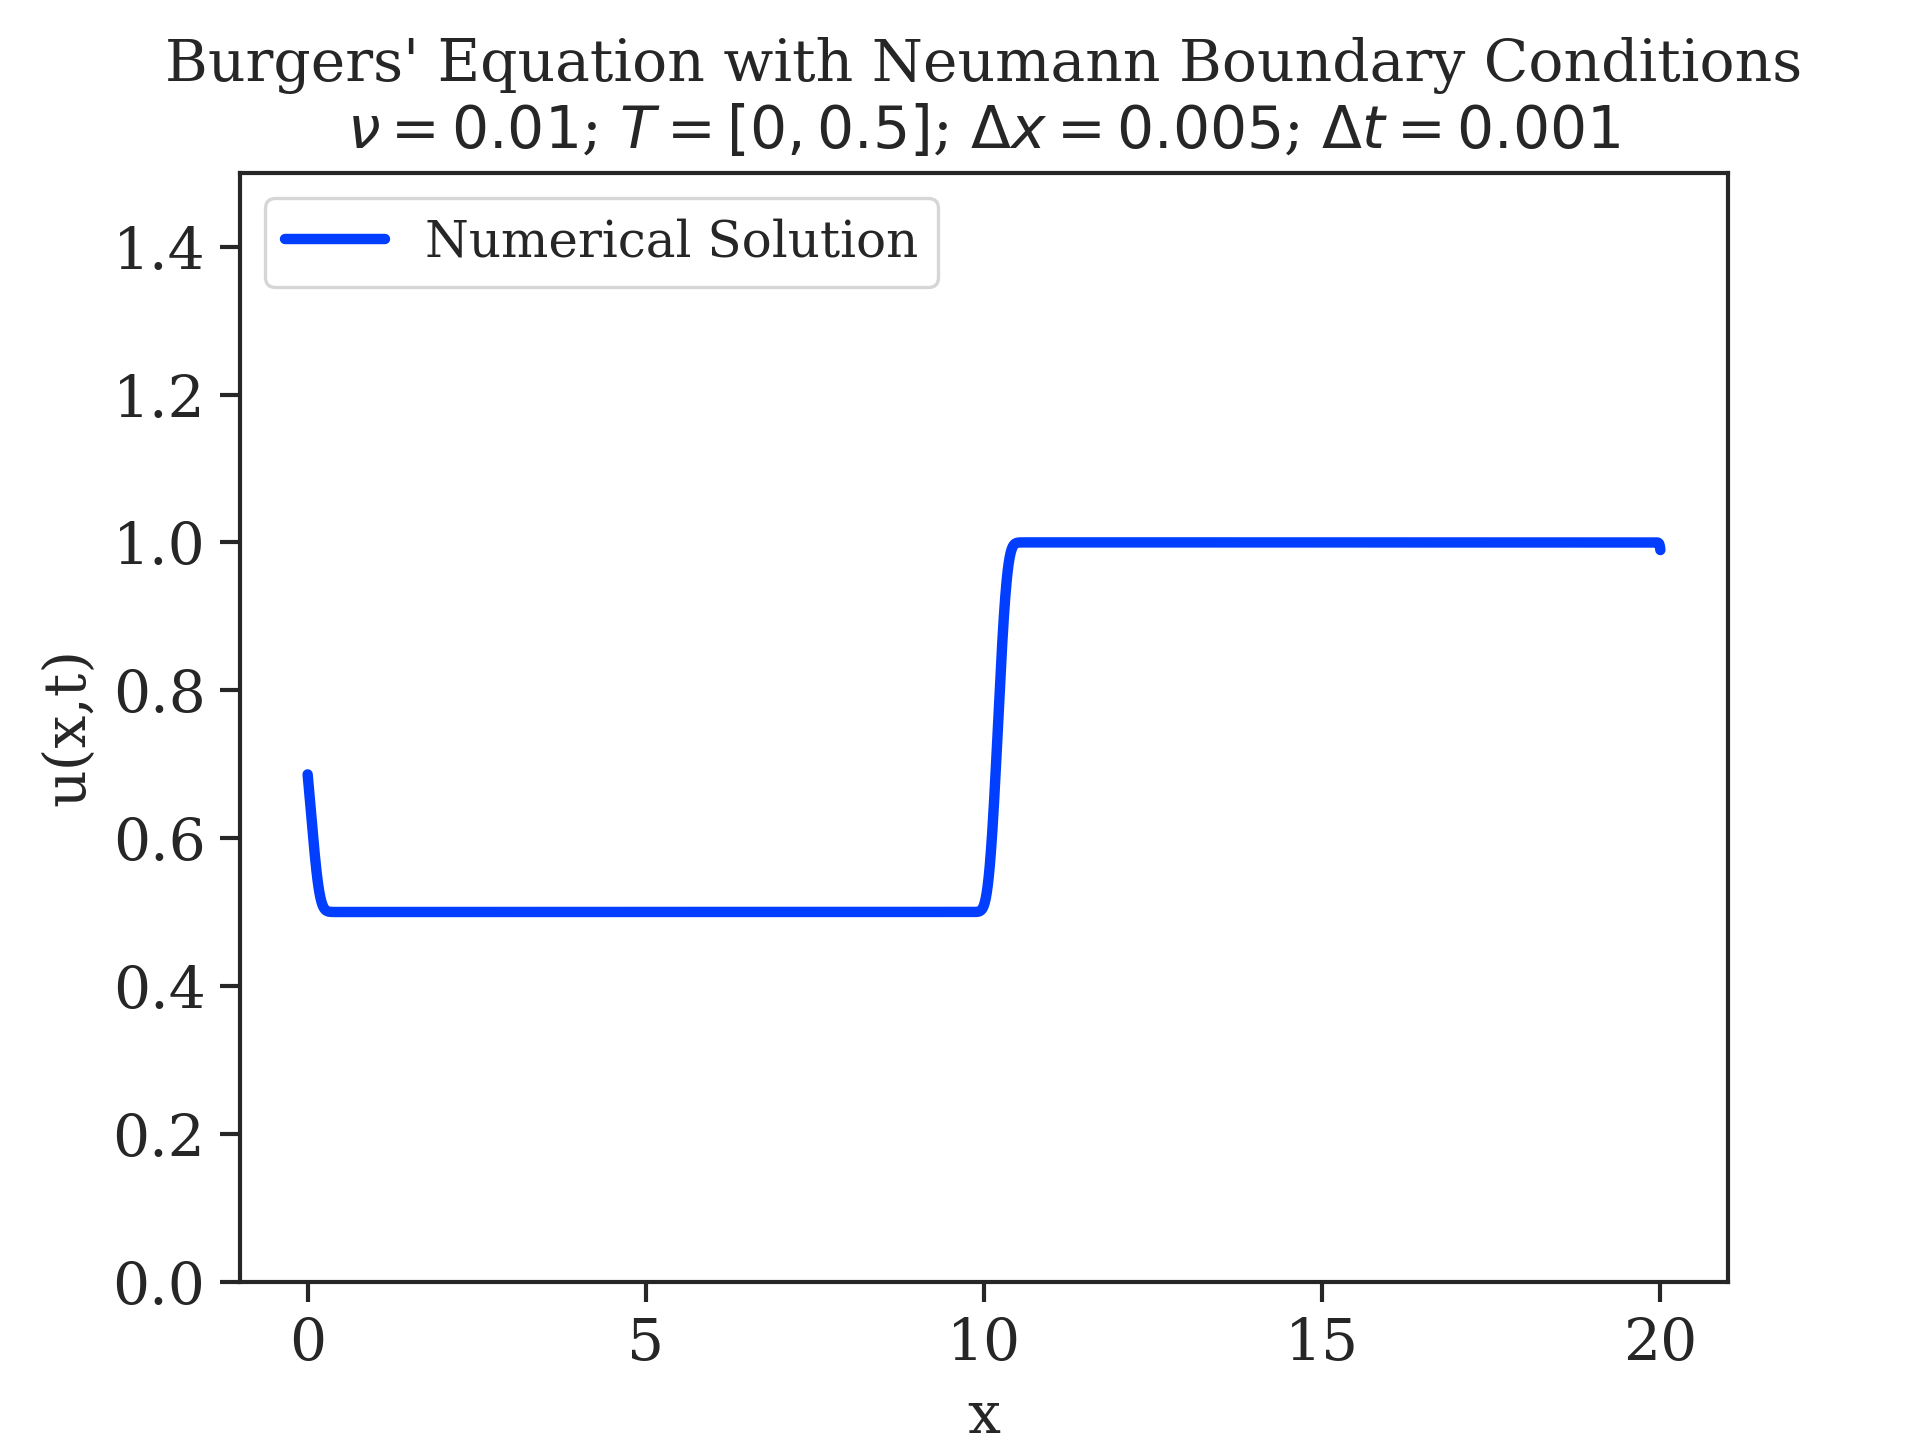 Burgers' Equation with Neumann Boundary Conditions
ν = 0.01; T = [0, 0.5]; Δx = 0.005; Δt = 0.001
Numerical Solution
1.4
1.2
1.0
0.8
0.6
0.4
0.2
0.0
u(x,t)
0 5 10 15 20
x